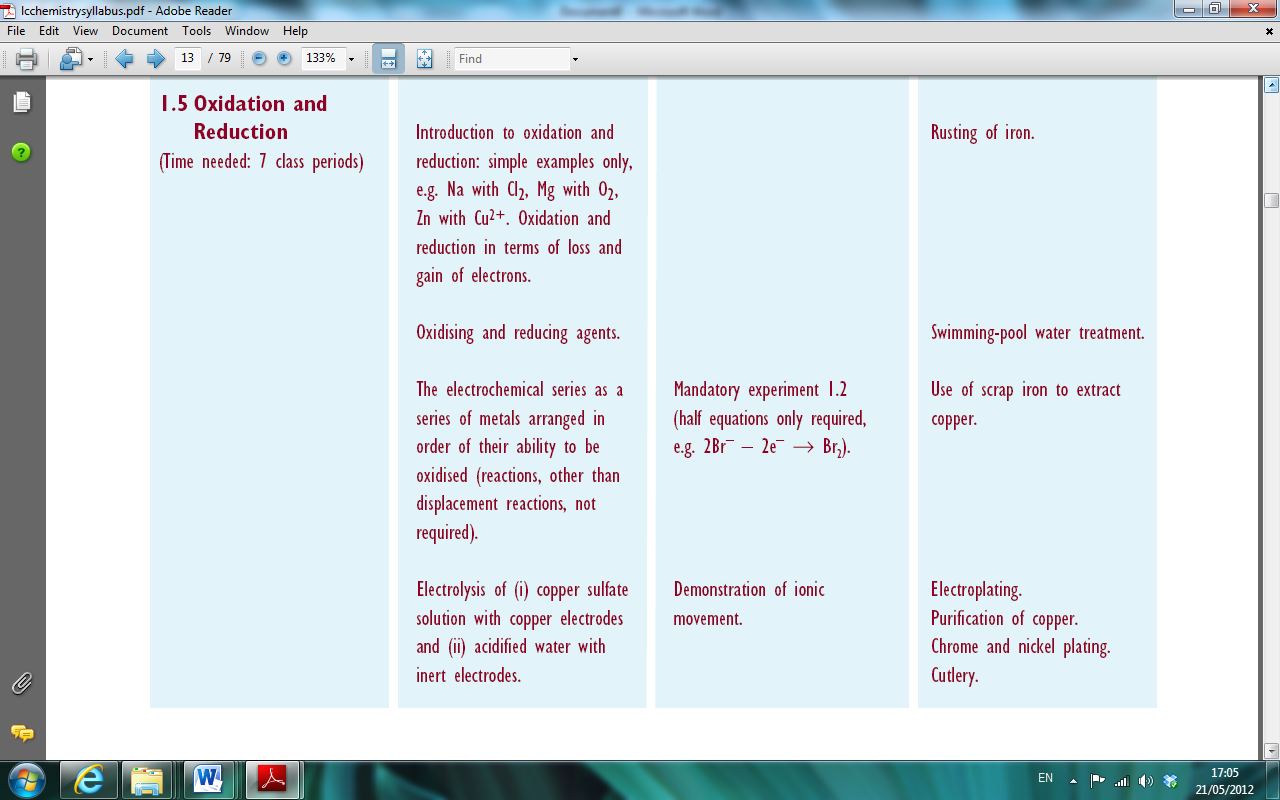 lcchemistrysyllabus.pdf - Adobe Reader
File Edit View Document Tools Window Help
13 / 79 133% Find
1.5 Oxidation and
Reduction
(Time needed: 7 class periods)
Introduction to oxidation and
reduction: simple examples only,
e.g. Na with Cl₂, Mg with O₂,
Zn with Cu²⁺. Oxidation and
reduction in terms of loss and
gain of electrons.
Rusting of iron.
Oxidising and reducing agents.
Swimming-pool water treatment.
The electrochemical series as a
series of metals arranged in
order of their ability to be
oxidised (reactions, other than
displacement reactions, not
required).
Mandatory experiment 1.2
(half equations only required,
e.g. 2Br⁻ – 2e⁻ → Br₂).
Use of scrap iron to extract
copper.
Electrolysis of (i) copper sulfate
solution with copper electrodes
and (ii) acidified water with
inert electrodes.
Demonstration of ionic
movement.
Electroplating.
Purification of copper.
Chrome and nickel plating.
Cutlery.
EN
17:05
21/05/2012